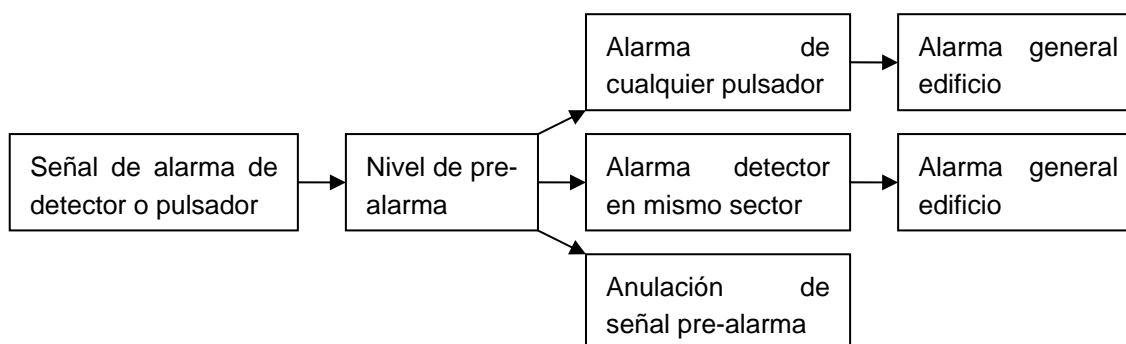 Alarma de
cualquier pulsador
Alarma general
edificio
Señal de alarma de
detector o pulsador
Nivel de pre-
alarma
Alarma detector
en mismo sector
Alarma general
edificio
Anulación de
señal pre-alarma